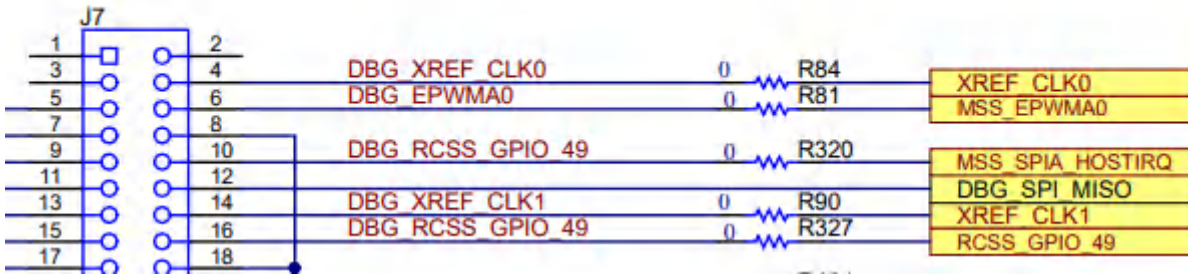 J7
1 2
3 4 DBG_XREF_CLK0 0 R84 XREF_CLK0
5 6 DBG_EPWMA0 0 R81 MSS_EPWMA0
7 8
9 10 DBG_RCSS_GPIO_49 0 R320 MSS_SPIA_HOSTIRQ
11 12 DBG_SPI_MISO
13 14 DBG_XREF_CLK1 0 R90 XREF_CLK1
15 16 DBG_RCSS_GPIO_49 0 R327 RCSS_GPIO_49
17 18